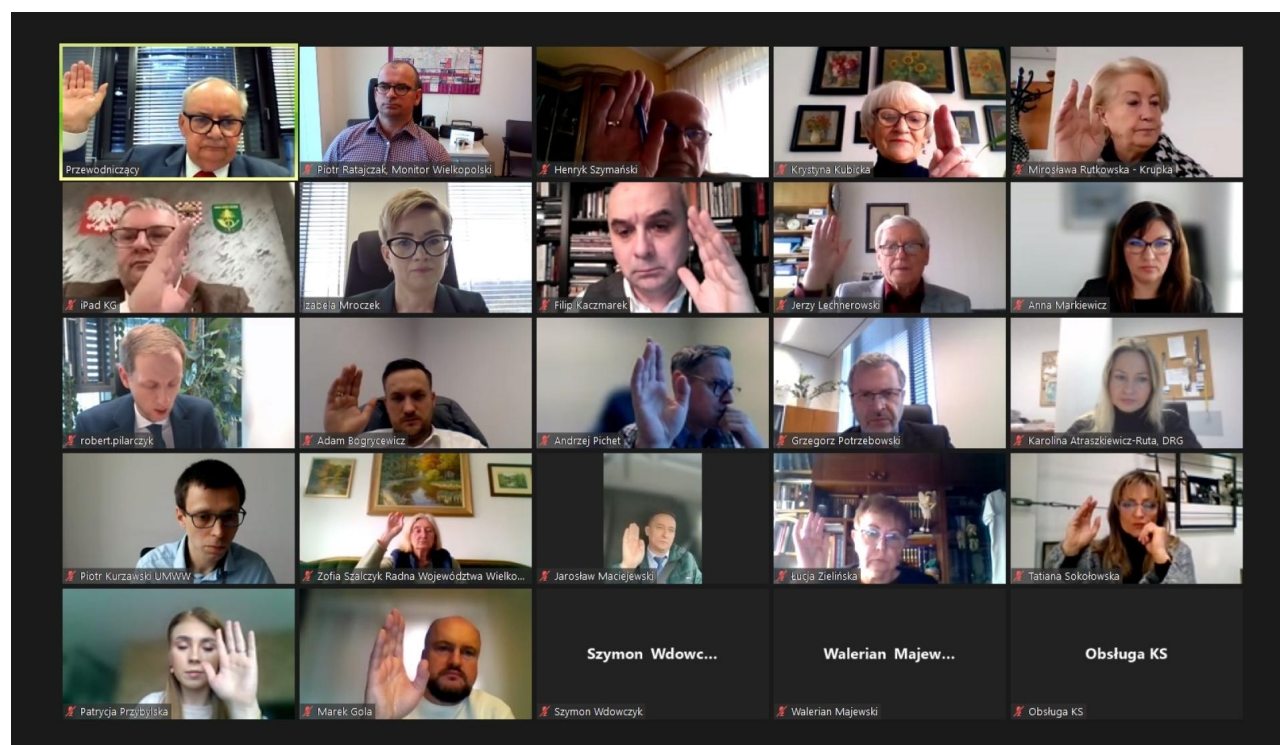 Przewodniczący
Piotr Ratajczak, Monitor Wielkopolski
Henryk Szymański
Krystyna Kubicka
Mirosława Rutkowska - Krupka
iPad KG
Izabela Mroczek
Filip Kaczmarek
Jerzy Lechnerowski
Anna Markiewicz
robert.pilarczyk
Adam Bogrycewicz
Andrzej Pichet
Grzegorz Potrzebowski
Karolina Atraszkiewicz-Ruta, DRG
Piotr Kurzawski UMWW
Zofia Szalczyk Radna Województwa Wielko...
Jarosław Maciejewski
Łucja Zielińska
Tatiana Sokołowska
Patrycja Przybylska
Marek Gola
Szymon Wdowc...
Szymon Wdowczyk
Walerian Majew...
Walerian Majewski
Obsługa KS
Obsługa KS